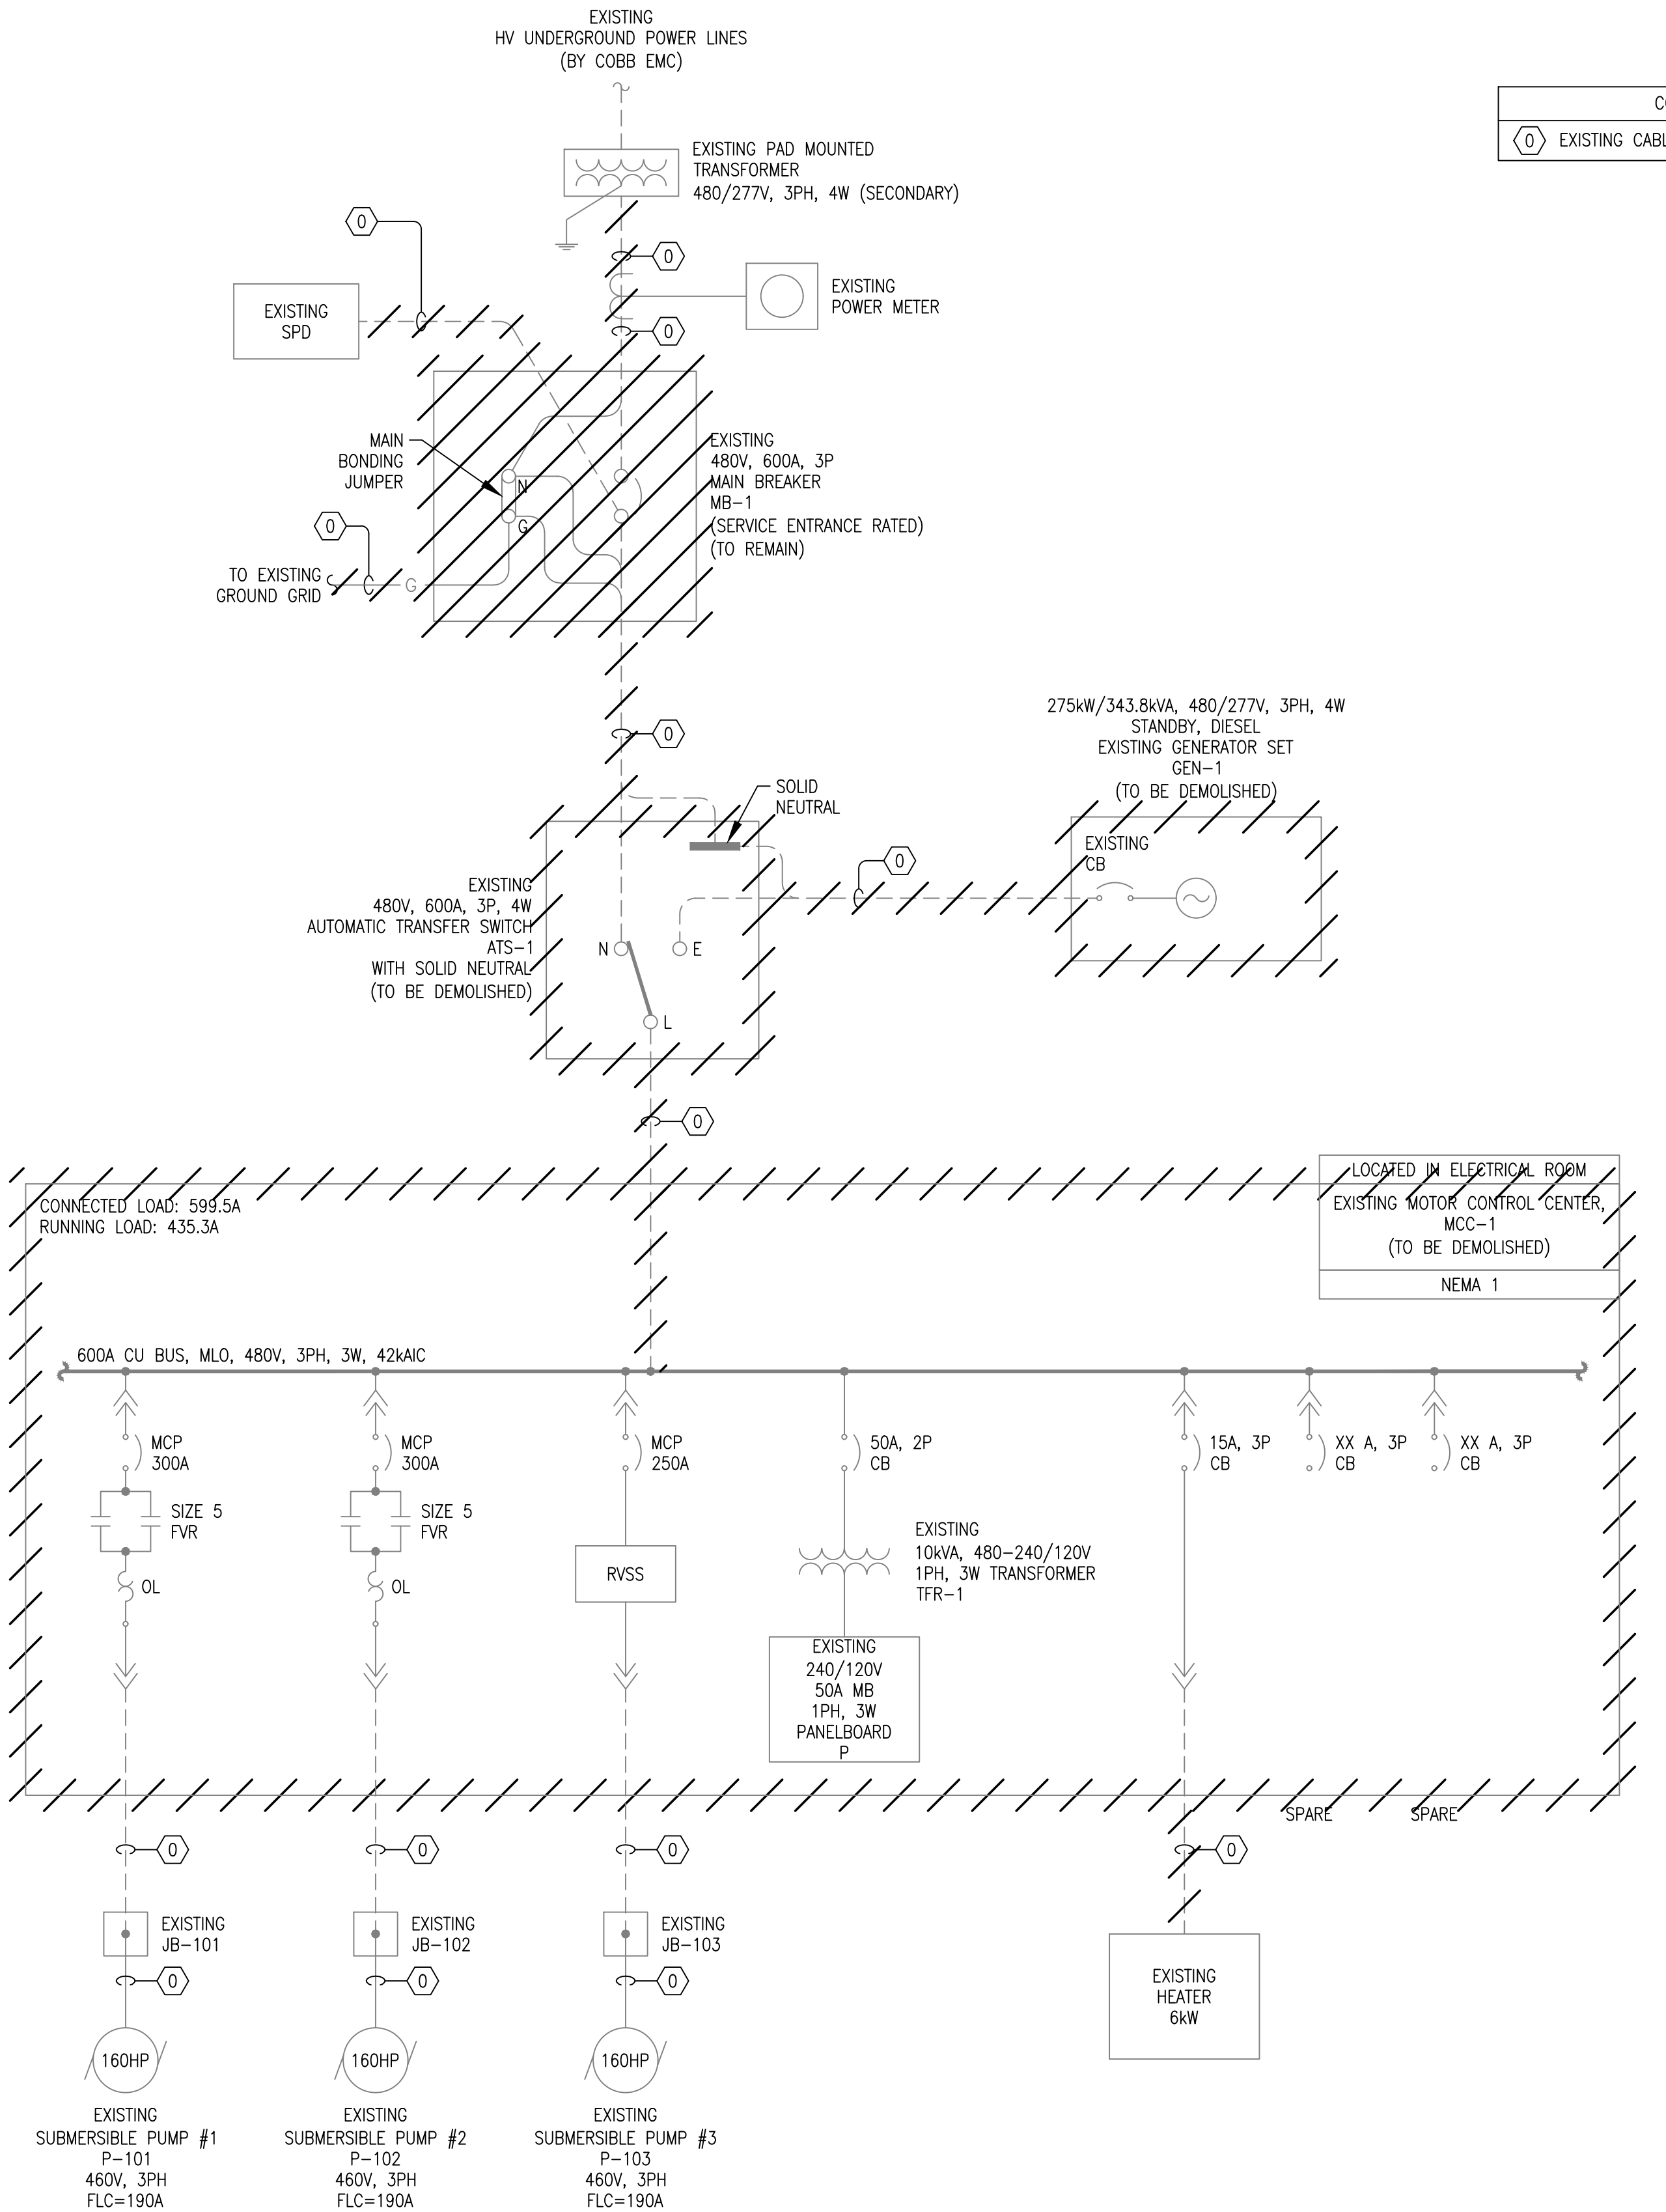 EXISTING
HV UNDERGROUND POWER LINES
(BY COBB EMC)
0 EXISTING
EXISTING PAD MOUNTED
TRANSFORMER
480/277V, 3PH, 4W (SECONDARY)
0
0
EXISTING
SPD
EXISTING
POWER METER
0
MAIN
BONDING
JUMPER
N
G
EXISTING
480V, 600A, 3P
MAIN BREAKER
MB-1
(SERVICE ENTRANCE RATED)
(TO REMAIN)
0
TO EXISTING
GROUND GRID
G
0
275kW/343.8kVA, 480/277V, 3PH, 4W
STANDBY, DIESEL
EXISTING GENERATOR SET
GEN-1
(TO BE DEMOLISHED)
SOLID
NEUTRAL
EXISTING
CB
0
EXISTING
480V, 600A, 3P, 4W
AUTOMATIC TRANSFER SWITCH
ATS-1
WITH SOLID NEUTRAL
(TO BE DEMOLISHED)
N
E
L
0
LOCATED IN ELECTRICAL ROOM
EXISTING MOTOR CONTROL CENTER,
MCC-1
(TO BE DEMOLISHED)
NEMA 1
CONNECTED LOAD: 599.5A
RUNNING LOAD: 435.3A
600A CU BUS, MLO, 480V, 3PH, 3W, 42kAIC
MCP
300A
MCP
300A
MCP
250A
50A, 2P
CB
15A, 3P
CB
XX A, 3P
CB
XX A, 3P
CB
SIZE 5
FVR
SIZE 5
FVR
RVSS
EXISTING
10kVA, 480-240/120V
1PH, 3W TRANSFORMER
TFR-1
OL
OL
EXISTING
240/120V
50A MB
1PH, 3W
PANELBOARD
P
SPARE
SPARE
0
0
0
0
EXISTING
JB-101
EXISTING
JB-102
EXISTING
JB-103
0
0
0
EXISTING
HEATER
6kW
160HP
160HP
160HP
EXISTING
SUBMERSIBLE PUMP #1
P-101
460V, 3PH
FLC=190A
EXISTING
SUBMERSIBLE PUMP #2
P-102
460V, 3PH
FLC=190A
EXISTING
SUBMERSIBLE PUMP #3
P-103
460V, 3PH
FLC=190A